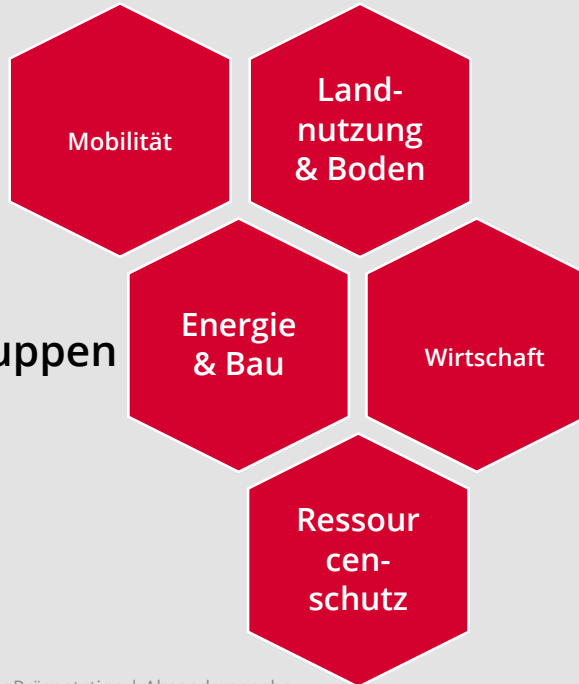 Mobilität
Land-
nutzung
& Boden
uppen
Energie
& Bau
Wirtschaft
Ressour
cen-
schutz